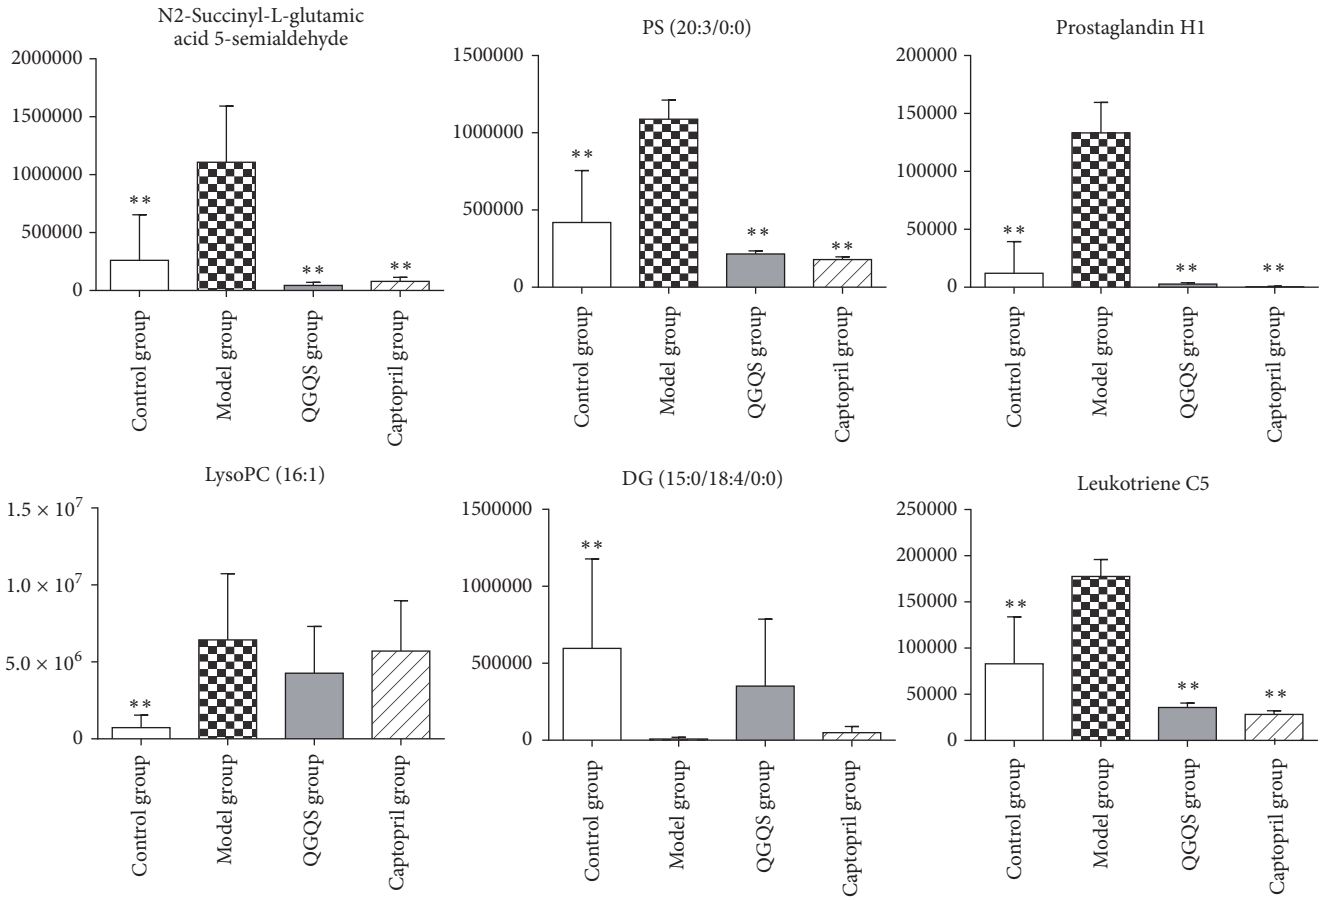 N2-Succinyl-L-glutamic
acid 5-semialdehyde
2000000
1500000
1000000
500000
0
**
**
**
Control group
Model group
QGQS group
Captopril group
PS (20:3/0:0)
1500000
1000000
500000
0
**
**
**
Control group
Model group
QGQS group
Captopril group
Prostaglandin H1
200000
150000
100000
50000
0
**
**
**
Control group
Model group
QGQS group
Captopril group
LysoPC (16:1)
1.5 × 10⁷
1.0 × 10⁷
5.0 × 10⁶
0
**
Control group
Model group
QGQS group
Captopril group
DG (15:0/18:4/0:0)
1500000
1000000
500000
0
**
Control group
Model group
QGQS group
Captopril group
Leukotriene C5
250000
200000
150000
100000
50000
0
**
**
**
Control group
Model group
QGQS group
Captopril group